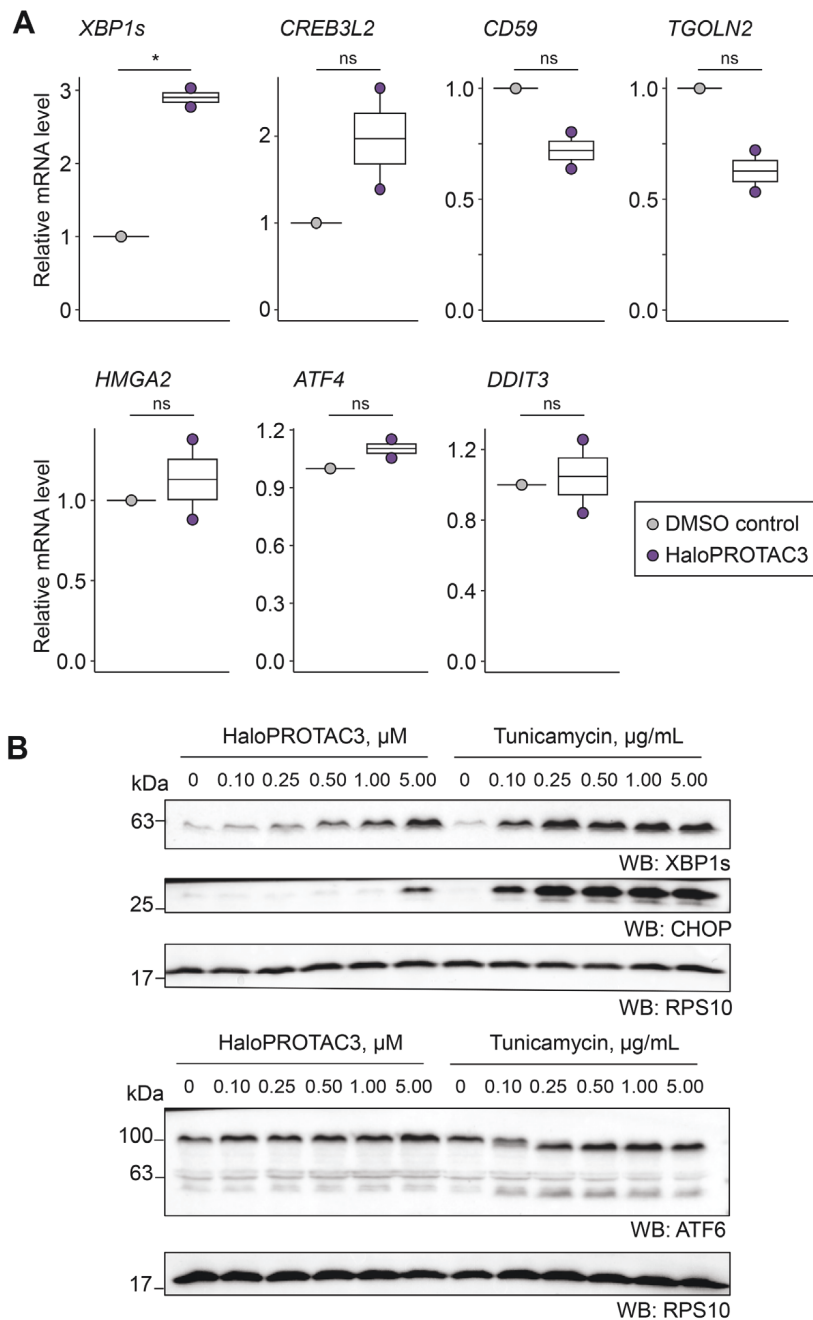 A
XBP1s CREB3L2 CD59 TGOLN2
* ns ns ns
Relative mRNA level
3
2
1
0
2
1
0
1.0
0.5
0.0
1.0
0.5
0.0
HMGA2 ATF4 DDIT3
ns ns ns
Relative mRNA level
1.0
0.5
0.0
1.2
0.9
0.6
0.3
0.0
1.2
0.8
0.4
0.0
DMSO control
HaloPROTAC3
B
HaloPROTAC3, µM Tunicamycin, µg/mL
kDa 0 0.10 0.25 0.50 1.00 5.00 0 0.10 0.25 0.50 1.00 5.00
63
WB: XBP1s
25
WB: CHOP
17
WB: RPS10
HaloPROTAC3, µM Tunicamycin, µg/mL
kDa 0 0.10 0.25 0.50 1.00 5.00 0 0.10 0.25 0.50 1.00 5.00
100
63
WB: ATF6
17
WB: RPS10